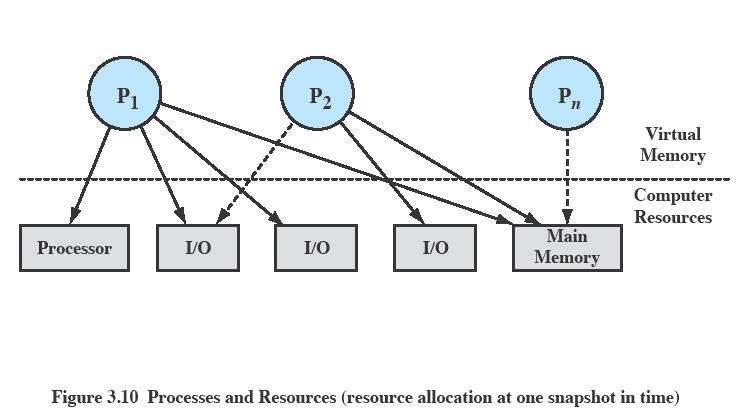 P1 P2 Pn
Virtual
Memory
Computer
Resources
Processor I/O I/O I/O Main
Memory
Figure 3.10 Processes and Resources (resource allocation at one snapshot in time)